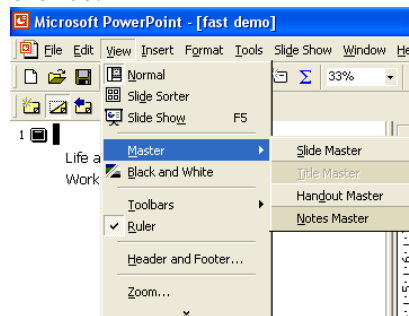 Microsoft PowerPoint - [fast demo]
File Edit View Insert Format Tools Slide Show Window
33%
Normal
Slide Sorter
Slide Show F5
Master
Black and White
Toolbars
Ruler
Header and Footer...
Zoom...
Slide Master
Title Master
Handout Master
Notes Master
1
Life a
Work